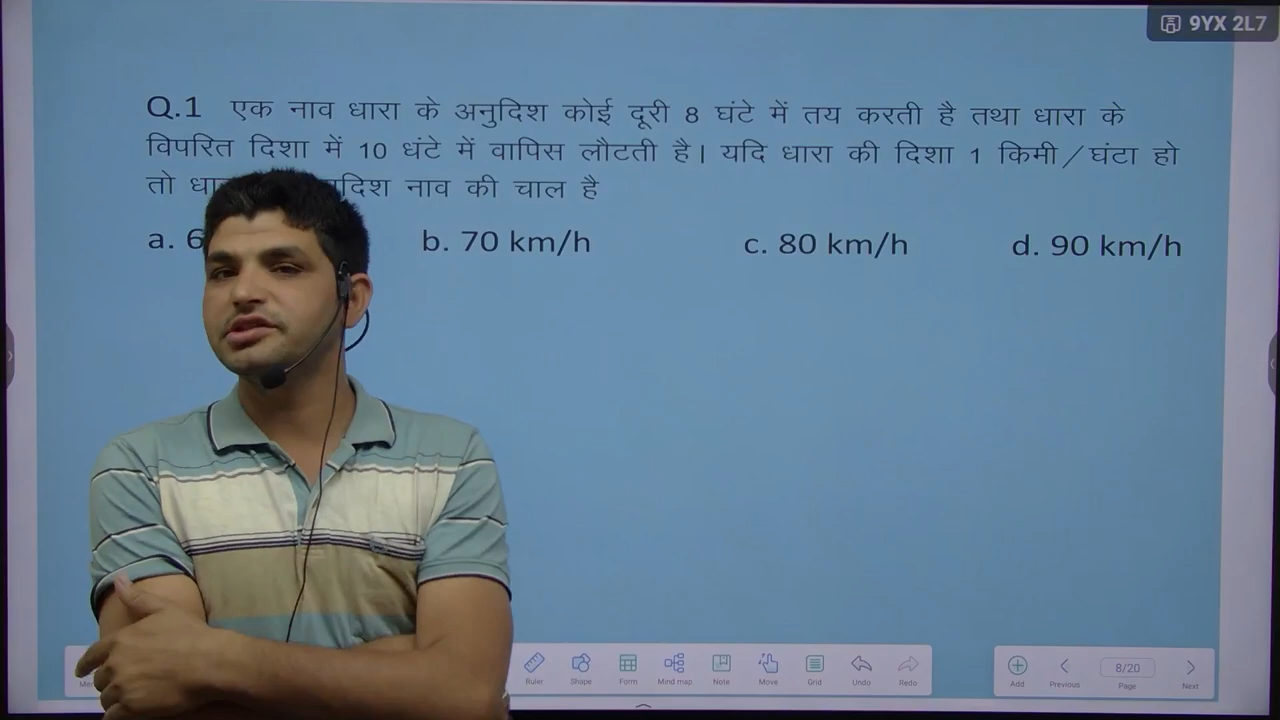 9YX 2L7
Q.1 एक नाव धारा के अनुदिश कोई दूरी 8 घंटे में तय करती है तथा धारा के
विपरित दिशा में 10 धंटे में वापिस लौटती है। यदि धारा की दिशा 1 किमी/घंटा हो
तो नाव की चाल है
a. 6 b. 70 km/h c. 80 km/h d. 90 km/h
Ruler Shape Form Mind map Note Move Grid Undo Redo
8/20
Add Previous Page Next